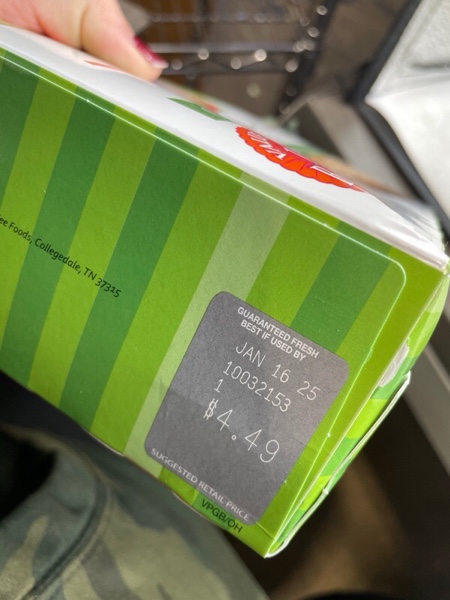 ee Foods, Collegedale, TN 37315
GUARANTEED FRESH
BEST IF USED BY
JAN 16 25
10032153
1
$4.49
SUGGESTED RETAIL PRICE
VPGB/OH